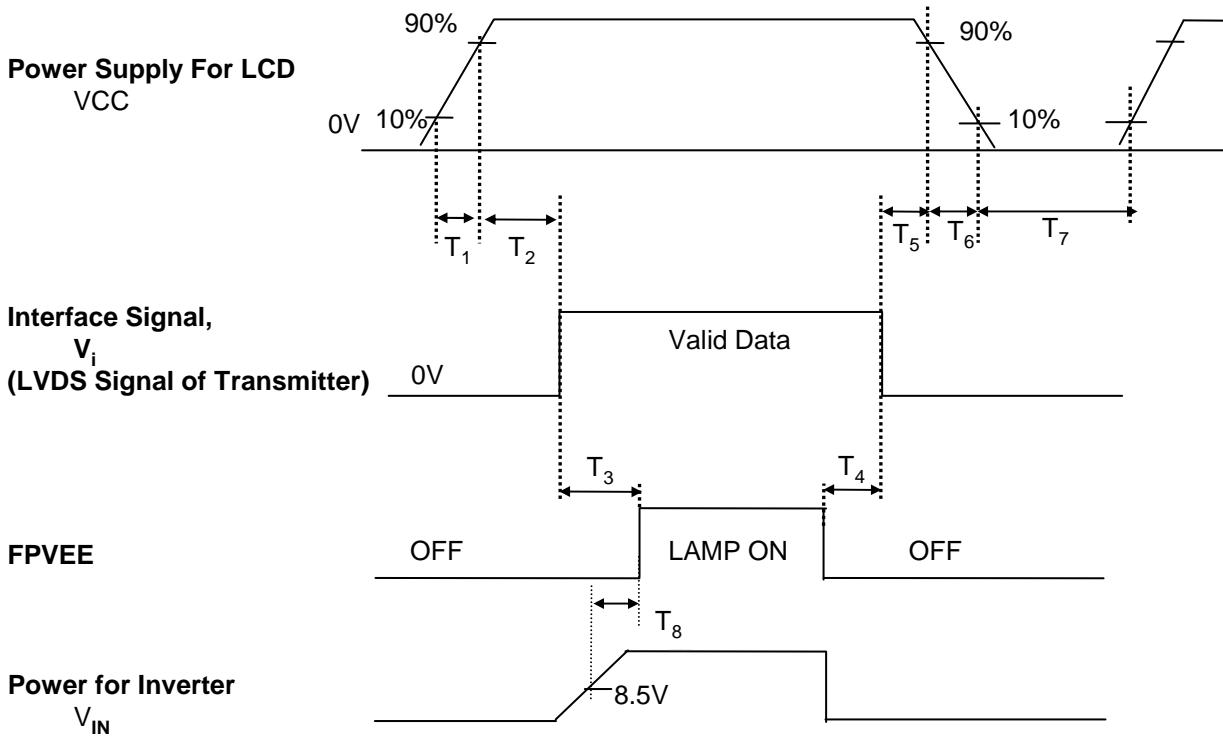 90%
90%
Power Supply For LCD
VCC
0V
10%
10%
T1
T2
T5
T6
T7
Interface Signal,
Vi
(LVDS Signal of Transmitter)
Valid Data
0V
T3
T4
FPVEE
OFF
LAMP ON
OFF
T8
Power for Inverter
VIN
8.5V